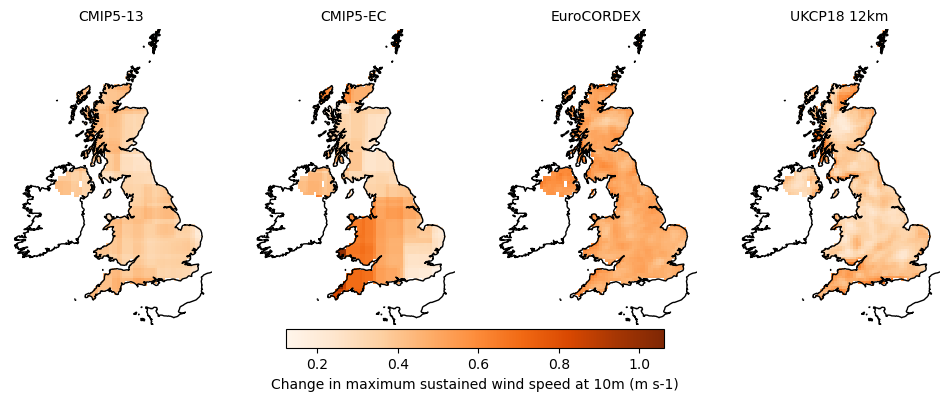 CMIP5-13
CMIP5-EC
EuroCORDEX
UKCP18 12km
0.2
0.4
0.6
0.8
1.0
Change in maximum sustained wind speed at 10m (m s-1)